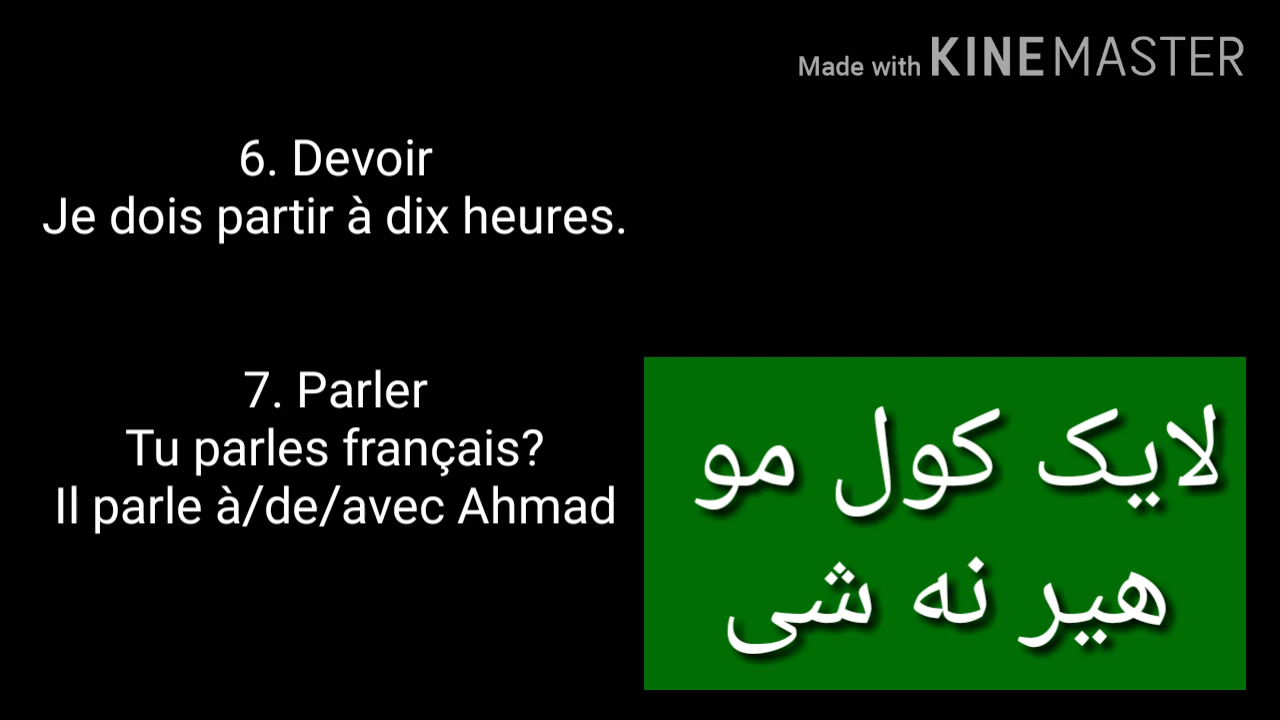 Made with KINEMASTER
6. Devoir
Je dois partir à dix heures.
7. Parler
Tu parles français?
Il parle à/de/avec Ahmad
لایک کول مو
هیر نه شی